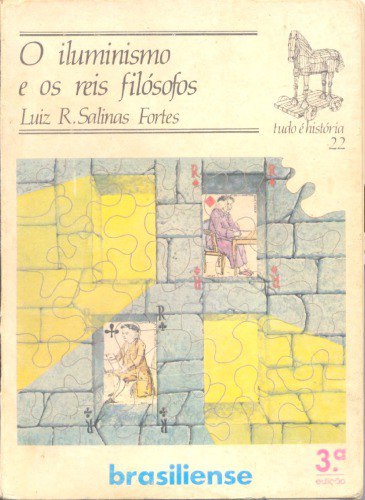 O iluminismo
e os reis filósofos
Luiz R. Salinas Fortes
tudo é história
22
R
R
R
R
brasiliense
3.ª
edição